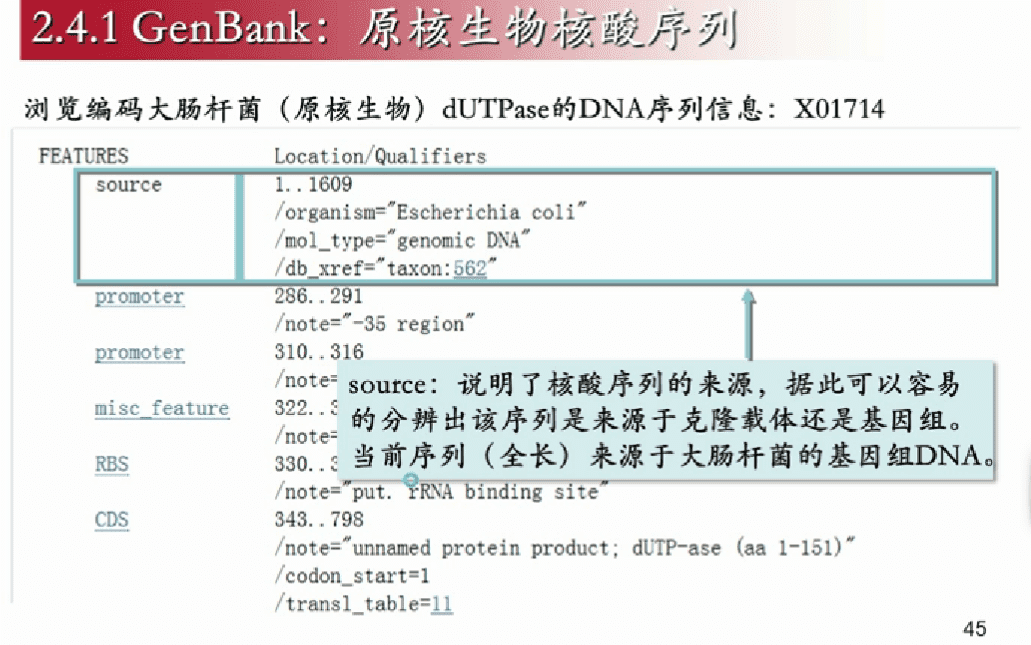 2.4.1 GenBank：原核生物核酸序列
浏览编码大肠杆菌（原核生物）dUTPase的DNA序列信息：X01714
FEATURES Location/Qualifiers
source 1..1609
/organism="Escherichia coli"
/mol_type="genomic DNA"
/db_xref="taxon:562"
promoter 286..291
/note="-35 region"
promoter 310..316
/note=
misc_feature 322..3
/note=
RBS 330..3
/note="put. rRNA binding site"
CDS 343..798
/note="unnamed protein product; dUTP-ase (aa 1-151)"
/codon_start=1
/transl_table=11
source：说明了核酸序列的来源，据此可以容易
的分辨出该序列是来源于克隆载体还是基因组。
当前序列（全长）来源于大肠杆菌的基因组DNA。
45